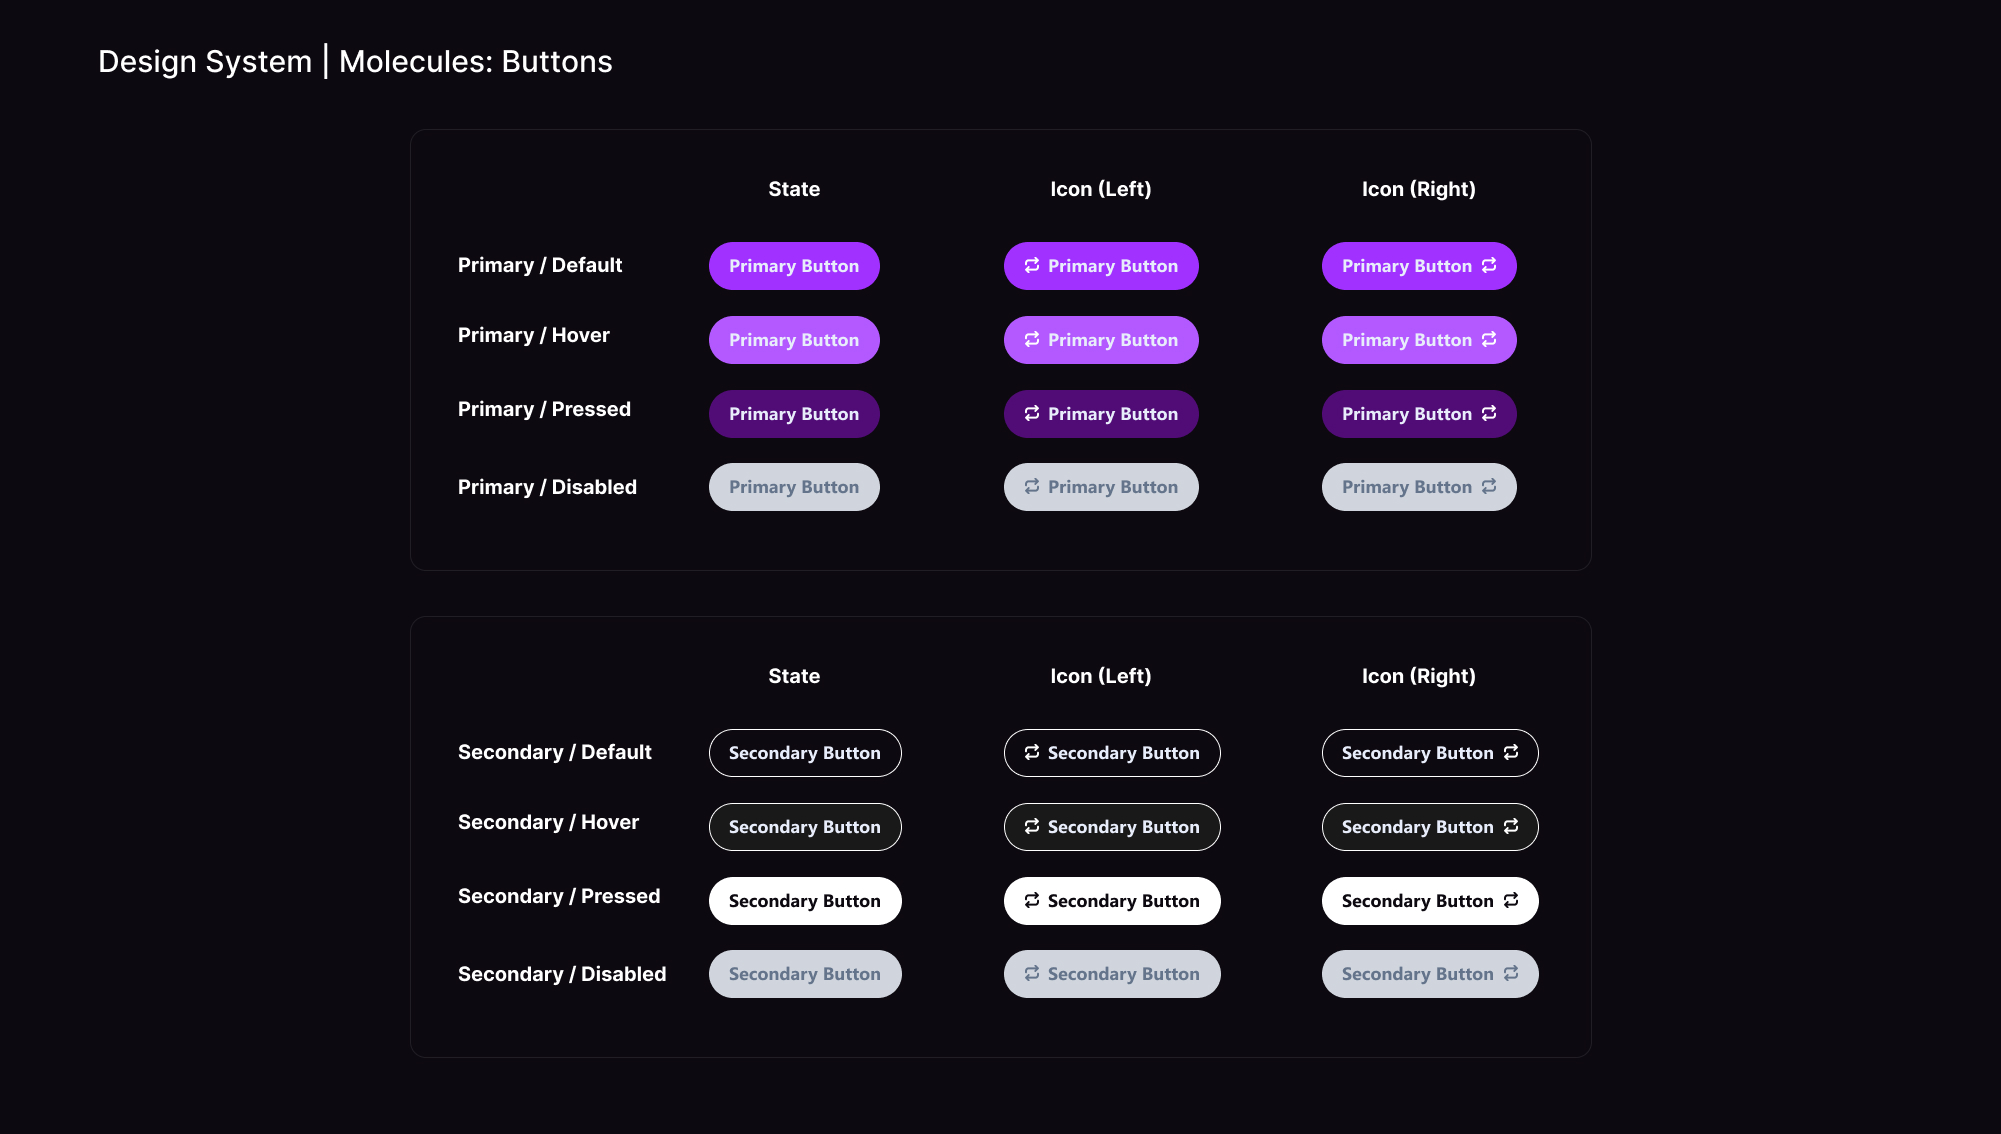 Design System | Molecules: Buttons
State Icon (Left) Icon (Right)
Primary / Default Primary Button Primary Button Primary Button
Primary / Hover Primary Button Primary Button Primary Button
Primary / Pressed Primary Button Primary Button Primary Button
Primary / Disabled Primary Button Primary Button Primary Button
State Icon (Left) Icon (Right)
Secondary / Default Secondary Button Secondary Button Secondary Button
Secondary / Hover Secondary Button Secondary Button Secondary Button
Secondary / Pressed Secondary Button Secondary Button Secondary Button
Secondary / Disabled Secondary Button Secondary Button Secondary Button